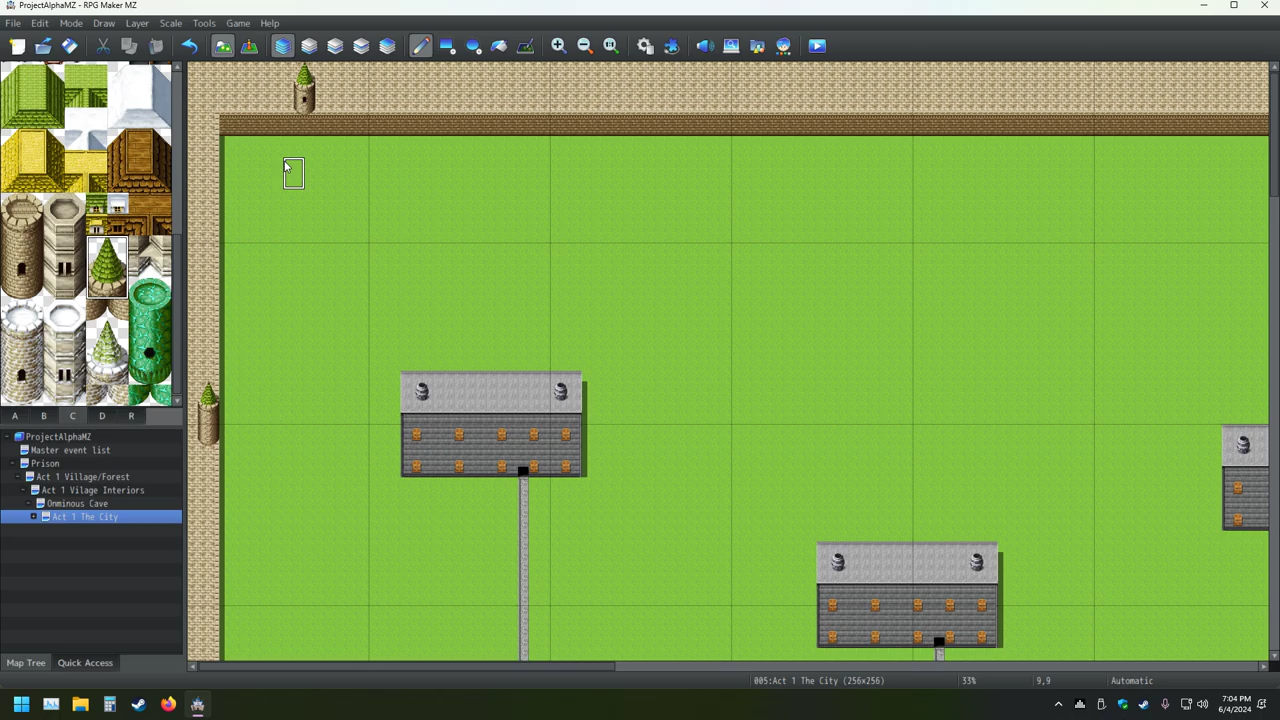 ProjectAlphaMZ - RPG Maker MZ
File Edit Mode Draw Layer Scale Tools Game Help
A B C D R
ProjectAlphaMZ
Master event list
Prison
Act 1 Village/Forest
Act 1 Vilage Interiors
Onminous Cave
Act 1 The City
Map Tree Quick Access
005:Act 1 The City (256x256) 33% 9,9 Automatic
7:04 PM
6/4/2024